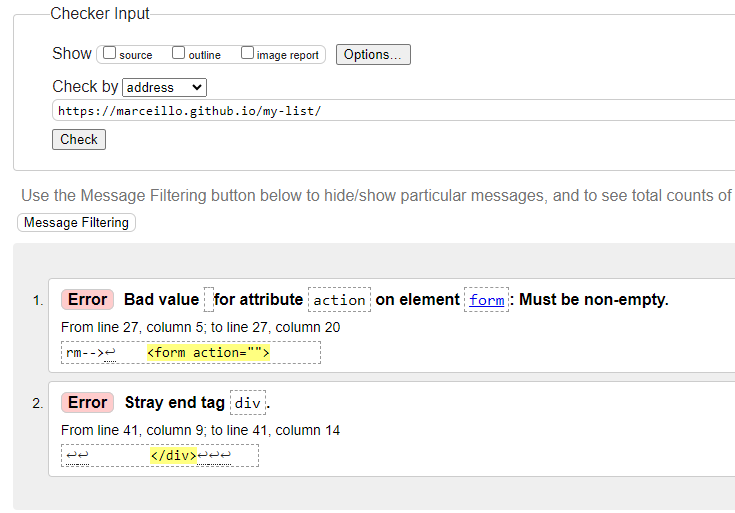 Checker Input
Show source outline image report Options...
Check by address
https://marceillo.github.io/my-list/
Check
Use the Message Filtering button below to hide/show particular messages, and to see total counts of
Message Filtering
1. Error Bad value for attribute action on element form: Must be non-empty.
From line 27, column 5; to line 27, column 20
rm-->↩ <form action="">
2. Error Stray end tag div.
From line 41, column 9; to line 41, column 14
↩↩ </div>↩↩↩